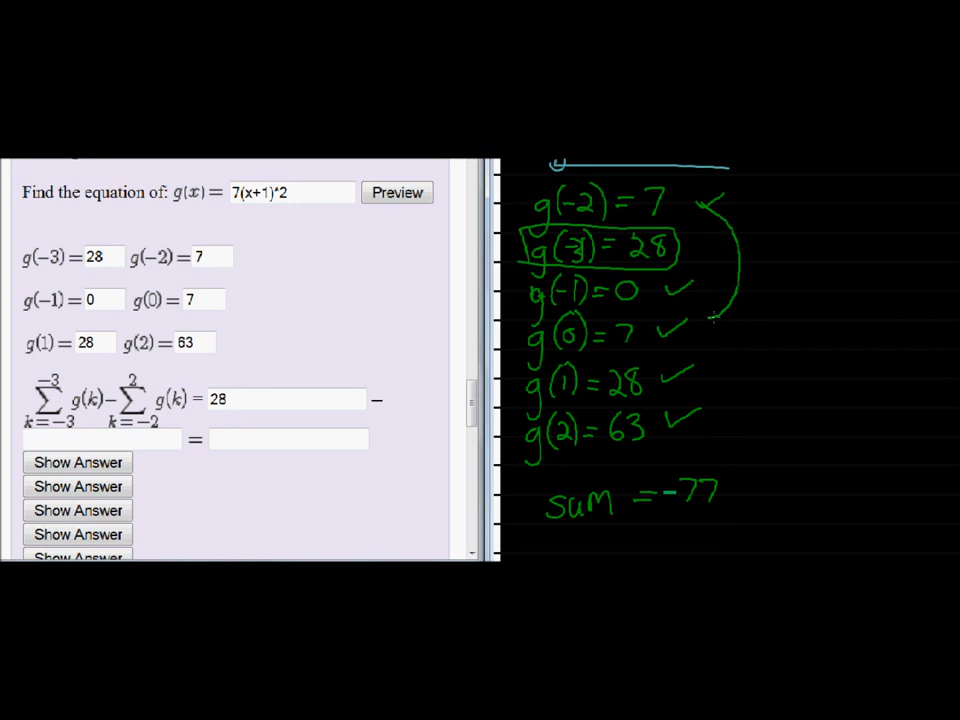 Find the equation of: g(x) = 7(x+1)^2 Preview
g(−3) = 28 g(−2) = 7
g(−1) = 0 g(0) = 7
g(1) = 28 g(2) = 63
−3 2
∑ g(k) − ∑ g(k) = 28 −
k=−3 k=−2
=
Show Answer
Show Answer
Show Answer
Show Answer
Show Answer
g(-2) = 7
g(-3) = 28
g(-1) = 0
g(0) = 7
g(1) = 28
g(2) = 63
sum = -77